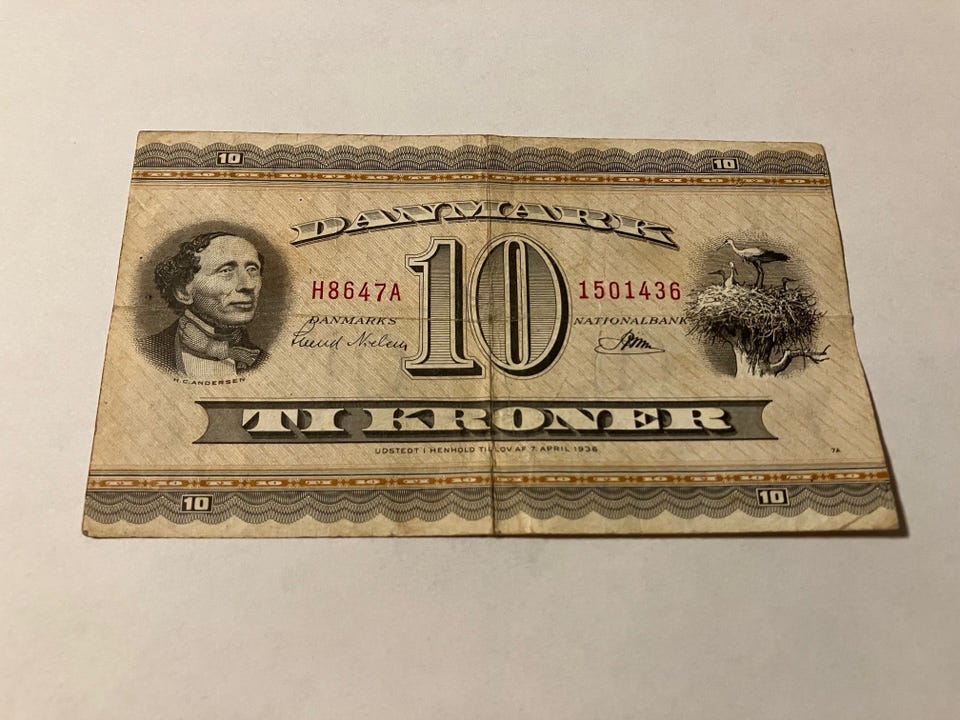 10 10
DANMARK
10
H8647A 1501436
DANMARKS NATIONALBANK
H.C. ANDERSEN
TI KRONER
UDSTEDT I HENHOLD TIL LOV AF 7. APRIL 1936
7A
10 10